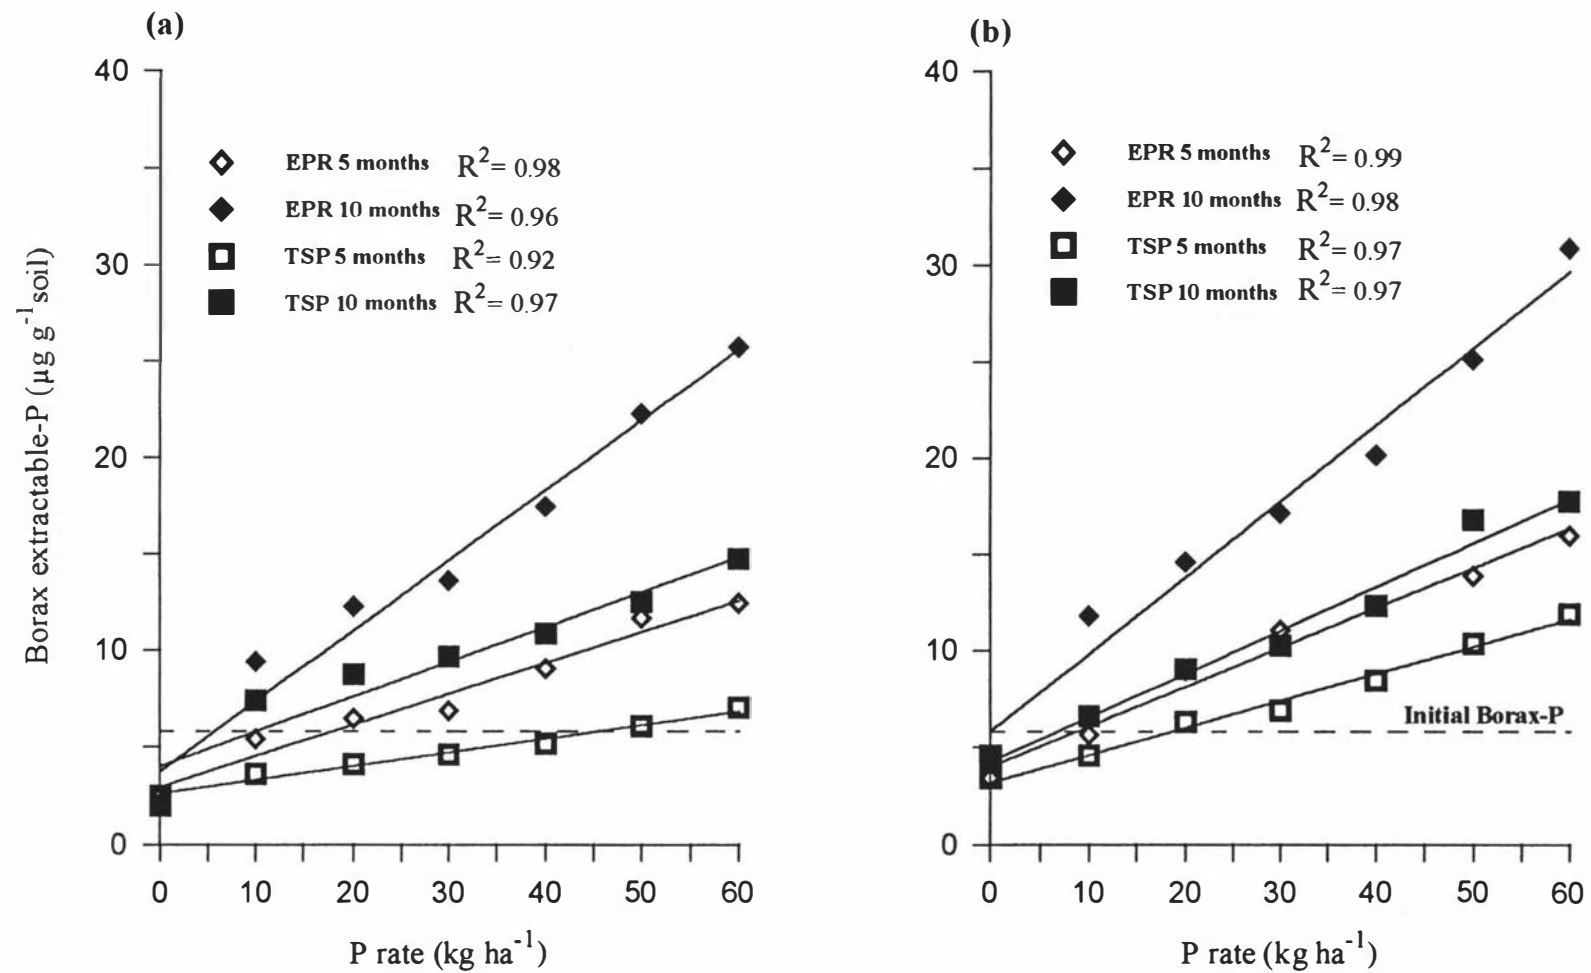 (a)
40
30
20
10
0
EPR 5 months R²= 0.98
EPR 10 months R²= 0.96
TSP 5 months R²= 0.92
TSP 10 months R²= 0.97
Borax extractable-P (µg g⁻¹ soil)
0 10 20 30 40 50 60
P rate (kg ha⁻¹)
(b)
40
30
20
10
0
EPR 5 months R²= 0.99
EPR 10 months R²= 0.98
TSP 5 months R²= 0.97
TSP 10 months R²= 0.97
Initial Borax-P
0 10 20 30 40 50 60
P rate (kg ha⁻¹)